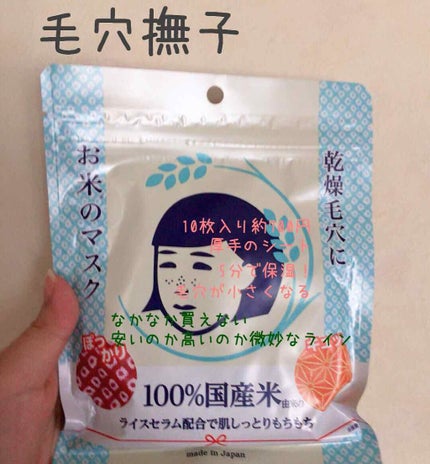 毛穴撫子
乾燥毛穴に
お米のマスク
10枚入り約700円
厚手のシート
5分で保湿!
毛穴が小さくなる
なかなか買えない
安いのか高いのか微妙なライン
100%国産米由来の
ライスセラム配合で肌しっとりもちもち
made in Japan